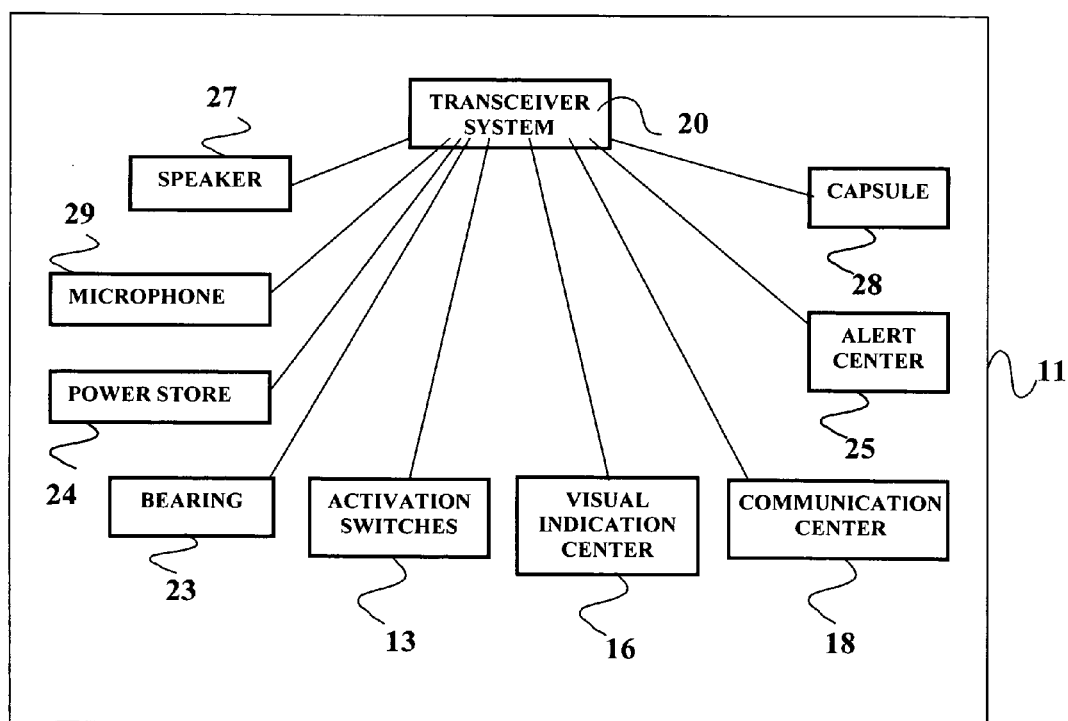 TRANSCEIVER
SYSTEM
20
27
SPEAKER
CAPSULE
28
29
MICROPHONE
ALERT
CENTER
25
11
POWER STORE
24
BEARING
23
ACTIVATION
SWITCHES
13
VISUAL
INDICATION
CENTER
16
COMMUNICATION
CENTER
18